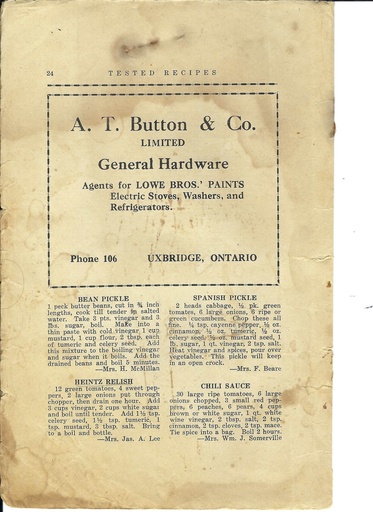 24 TESTED RECIPES
A. T. Button & Co.
LIMITED
General Hardware
Agents for LOWE BROS.' PAINTS
Electric Stoves, Washers, and
Refrigerators.
Phone 106 UXBRIDGE, ONTARIO
BEAN PICKLE
1 peck butter beans, cut in ¾ inch
lengths, cook till tender in salted
water. Take 3 pts. vinegar and 3
lbs. sugar, boil. Make into a
thin paste with cold vinegar, 1 cup
mustard, 1 cup flour, 2 tbsp. each
of tumeric and celery seed. Add
this mixture to the boiling vinegar
and sugar when it boils. Add the
drained beans and boil 5 minutes.
—Mrs. H. McMillan
HEINTZ RELISH
12 green tomatoes, 4 sweet pep-
pers, 2 large onions put through
chopper, then drain one hour. Add
3 cups vinegar, 2 cups white sugar
and boil until tender. Add 1½ tsp.
celery seed, 1½ tsp. tumeric, 1
tsp. mustard, 3 tbsp. salt. Bring
to a boil and bottle.
—Mrs. Jas. A. Lee
SPANISH PICKLE
2 heads cabbage, ½ pk. green
tomatoes, 6 large onions, 6 ripe or
green cucumbers. Chop these all
fine. ¼ tsp. cayenne pepper, ½ oz.
cinnamon, ½ oz. tumeric, ½ oz.
celery seed, ½ oz. mustard seed, 1
lb. sugar, 1 qt. vinegar, 2 tsp. salt.
Heat vinegar and spices, pour over
vegetables. This pickle will keep
in an open crock.
—Mrs. F. Beare
CHILI SAUCE
30 large ripe tomatoes, 6 large
onions chopped, 3 small red pep-
pers, 6 peaches, 6 pears, 4 cups
brown or white sugar, 1 qt. white
wine vinegar, 2 tbsp. salt, 2 tsp.
cinnamon, 2 tsp. cloves, 2 tsp. mace.
Tie spice into a bag. Boil 2 hours.
—Mrs. Wm. J. Somerville